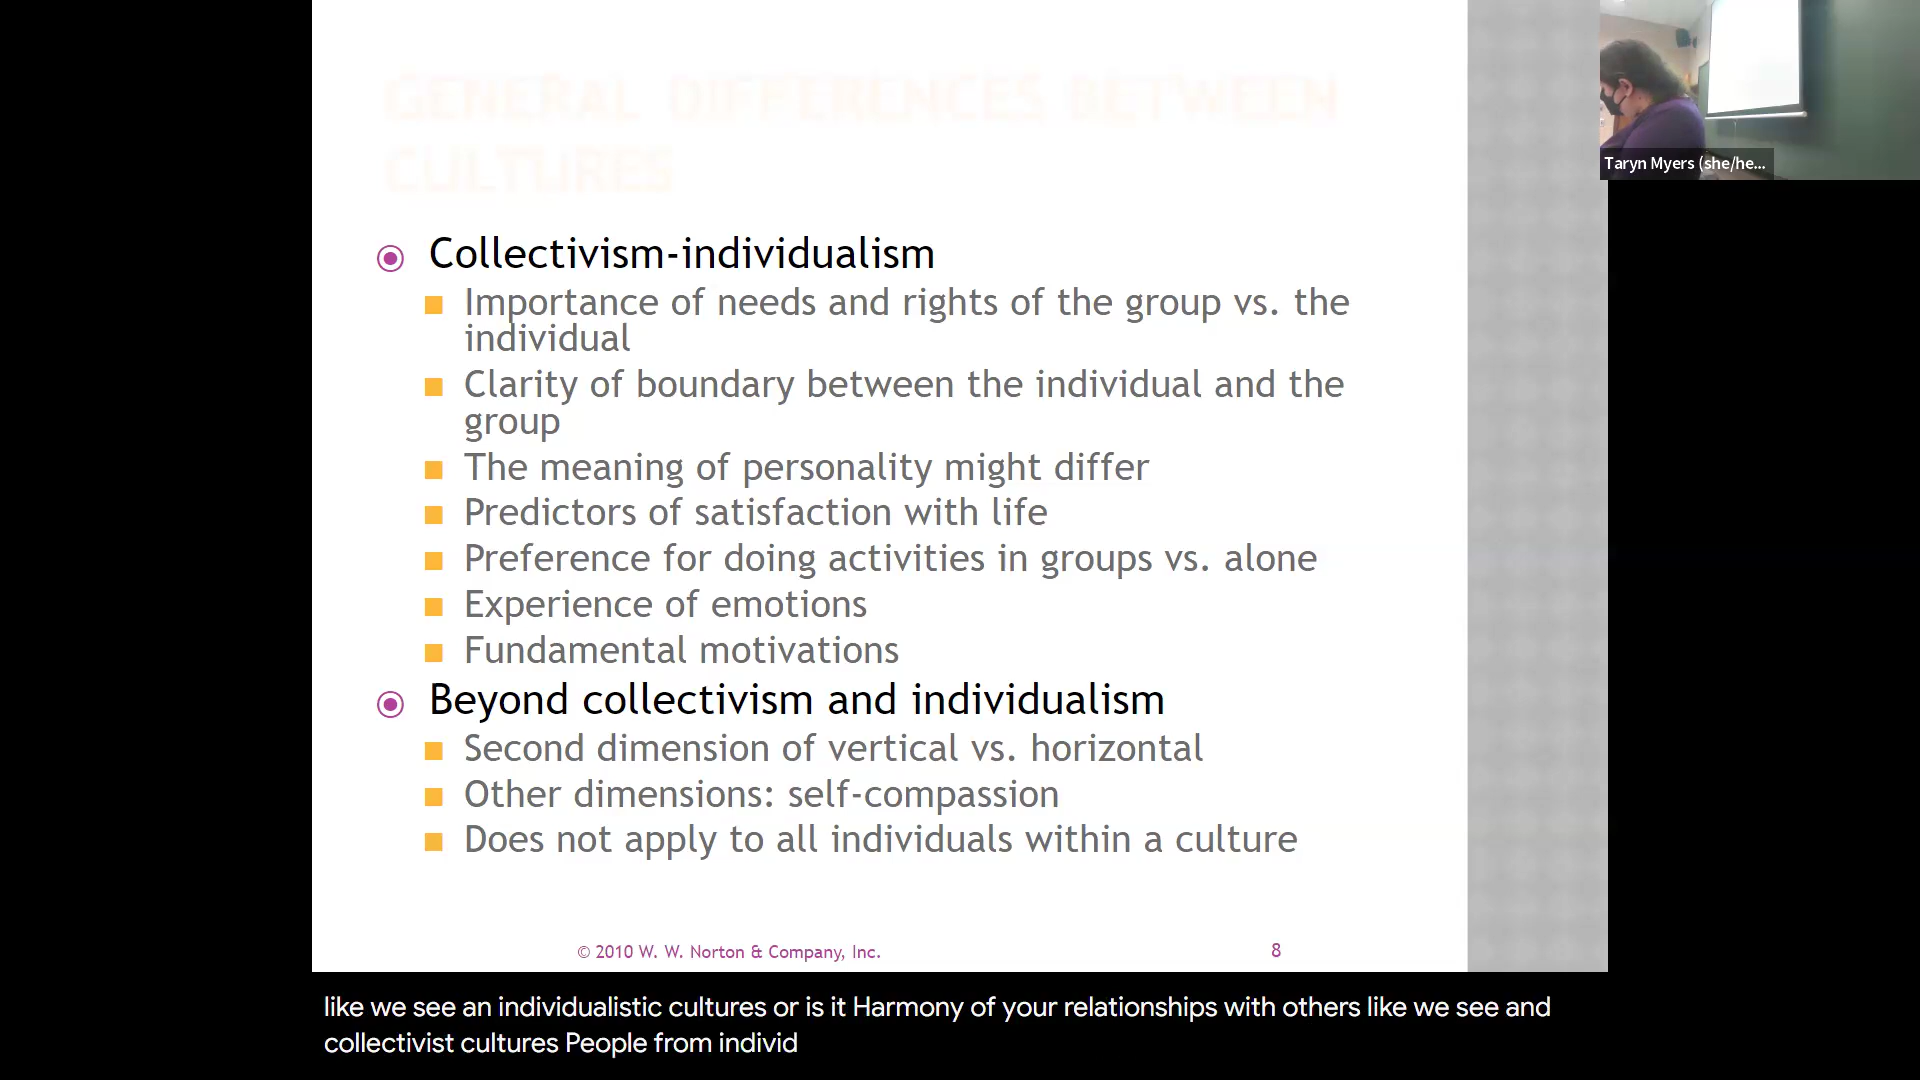 GENERAL DIFFERENCES BETWEEN
CULTURES
Collectivism-individualism
Importance of needs and rights of the group vs. the
individual
Clarity of boundary between the individual and the
group
The meaning of personality might differ
Predictors of satisfaction with life
Preference for doing activities in groups vs. alone
Experience of emotions
Fundamental motivations
Beyond collectivism and individualism
Second dimension of vertical vs. horizontal
Other dimensions: self-compassion
Does not apply to all individuals within a culture
© 2010 W. W. Norton & Company, Inc.
8
Taryn Myers (she/he...
like we see an individualistic cultures or is it Harmony of your relationships with others like we see and
collectivist cultures People from individ